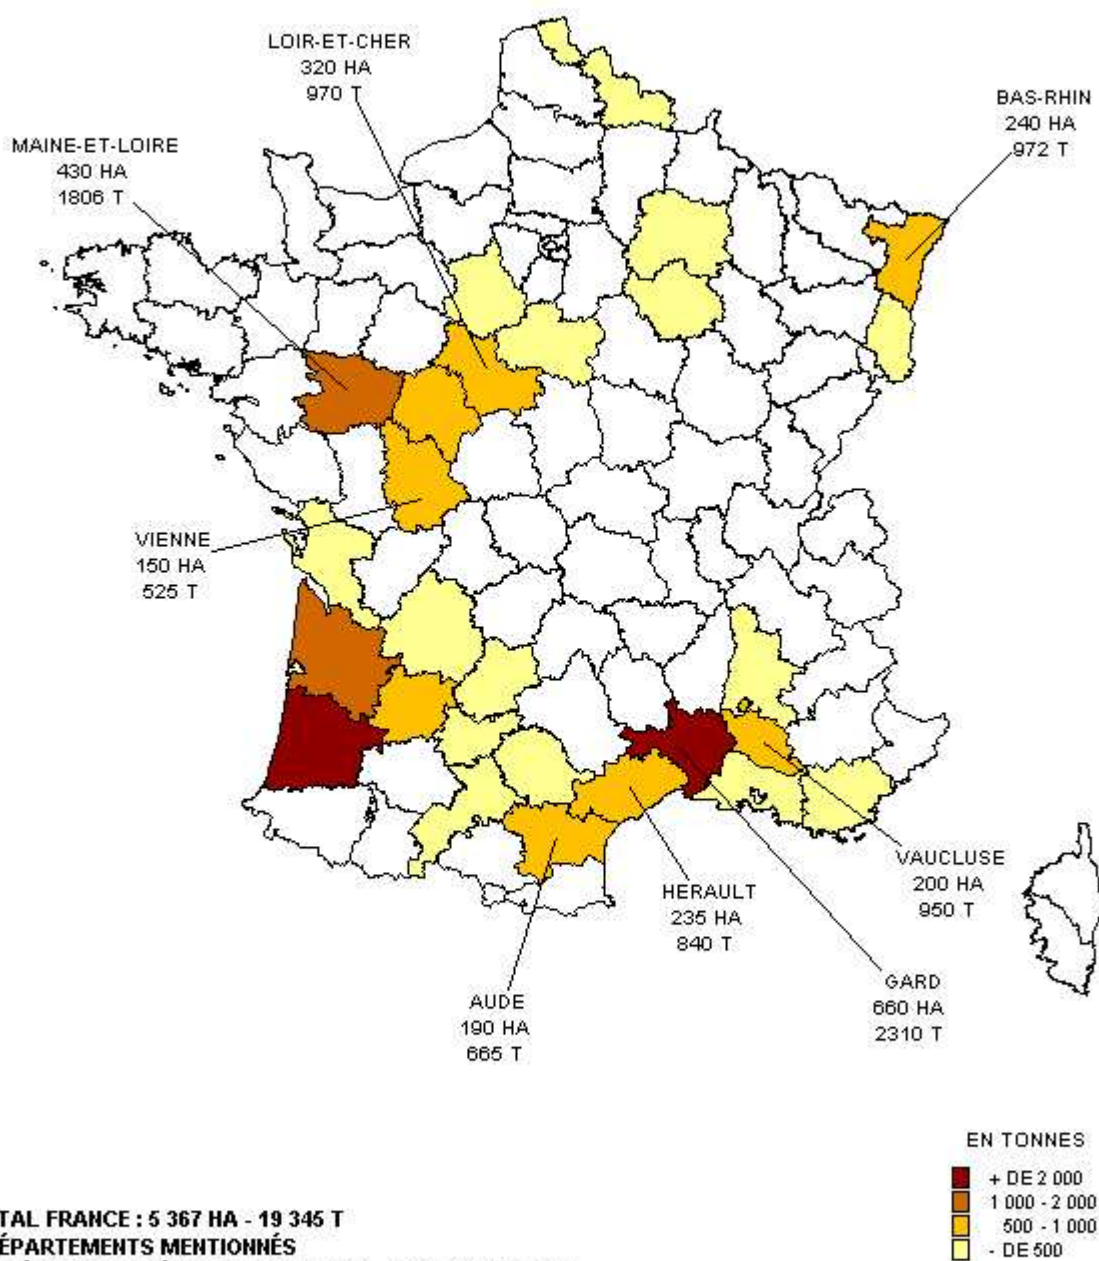 LOIR-ET-CHER
320 HA
970 T
BAS-RHIN
240 HA
972 T
MAINE-ET-LOIRE
430 HA
1806 T
VIENNE
150 HA
525 T
VAUCLUSE
200 HA
950 T
HERAULT
235 HA
840 T
GARD
660 HA
2310 T
AUDE
190 HA
665 T
EN TONNES
+ DE 2 000
1 000 - 2 000
500 - 1 000
- DE 500
TAL FRANCE : 5 367 HA - 19 345 T
ÉPARTEMENTS MENTIONNÉS